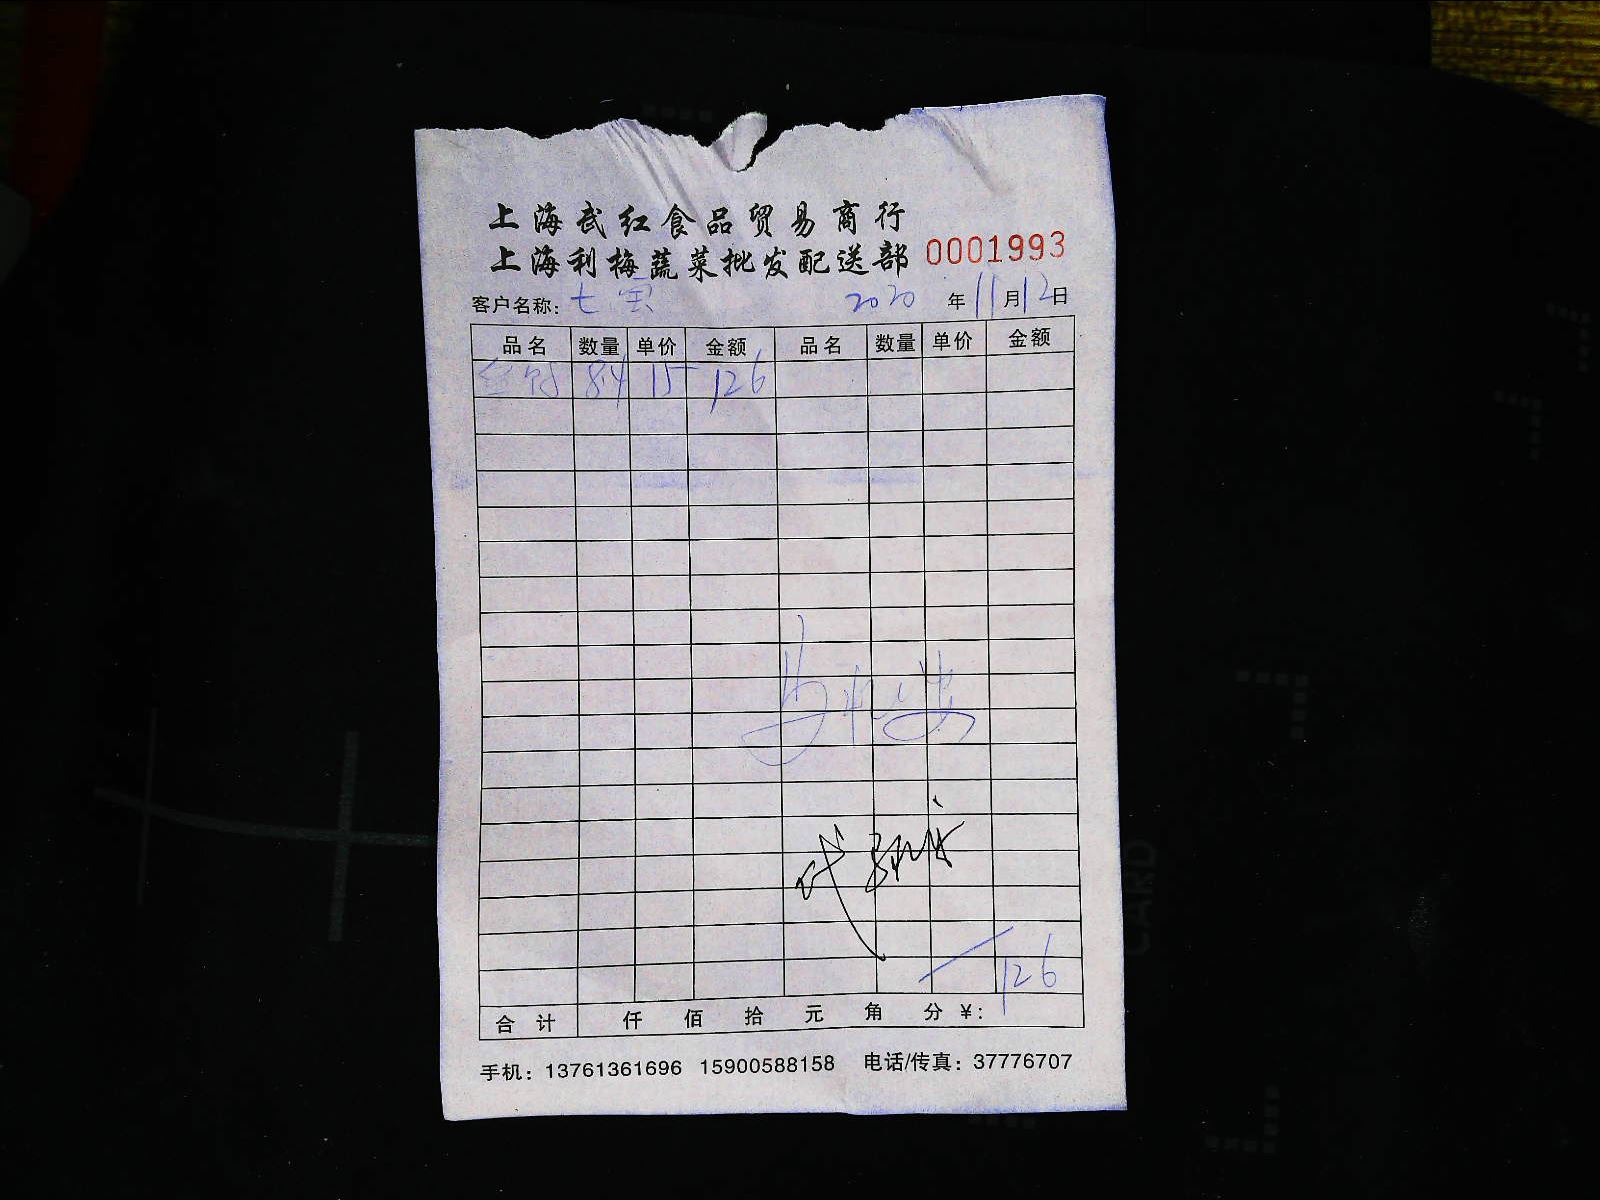 上海武红食品贸易商行
上海利梅蔬菜批发配送部 0001993
客户名称: 七宝 2020 年 11 月 12 日
品名 数量 单价 金额 品名 数量 单价 金额
8.4 15 126
126
合计 仟 佰 拾 元 角 分 ¥:
手机: 13761361696 15900588158 电话/传真: 37776707